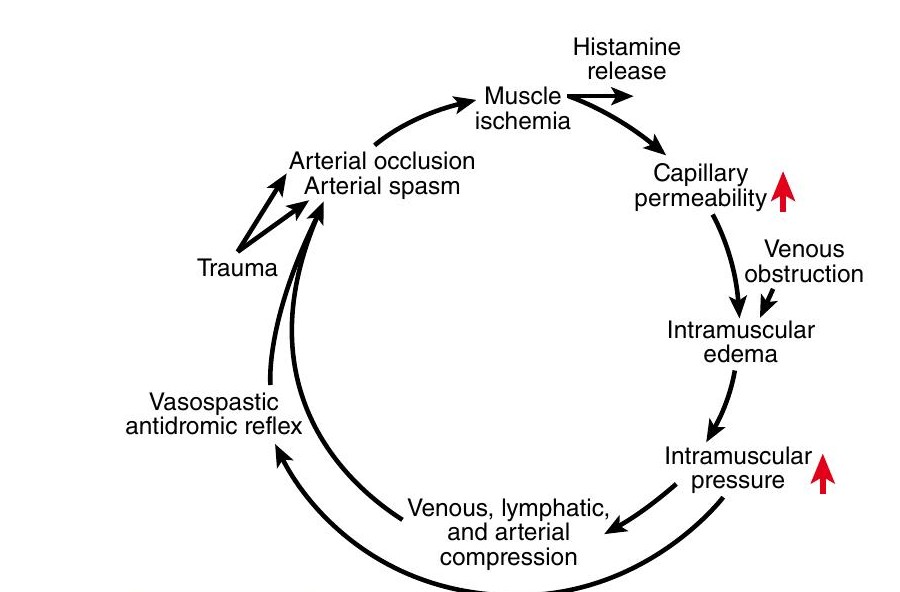 Histamine
release
Muscle
ischemia
Arterial occlusion
Arterial spasm
Capillary
permeability
Trauma
Venous
obstruction
Intramuscular
edema
Vasospastic
antidromic reflex
Intramuscular
pressure
Venous, lymphatic,
and arterial
compression